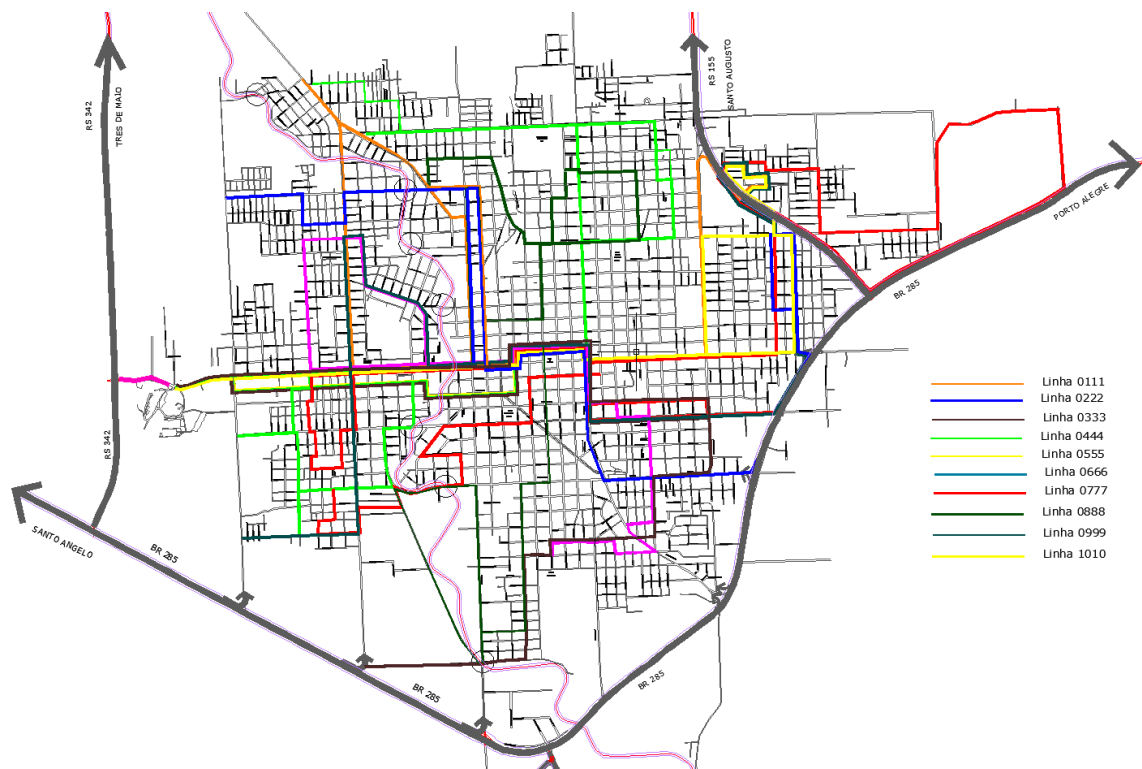 RS 342
TRES DE MAIO
RS 155
SANTO AUGUSTO
PORTO ALEGRE
BR 285
RS 342
SANTO ANGELO
BR 285
BR 285
BR 285
Linha 0111
Linha 0222
Linha 0333
Linha 0444
Linha 0555
Linha 0666
Linha 0777
Linha 0888
Linha 0999
Linha 1010